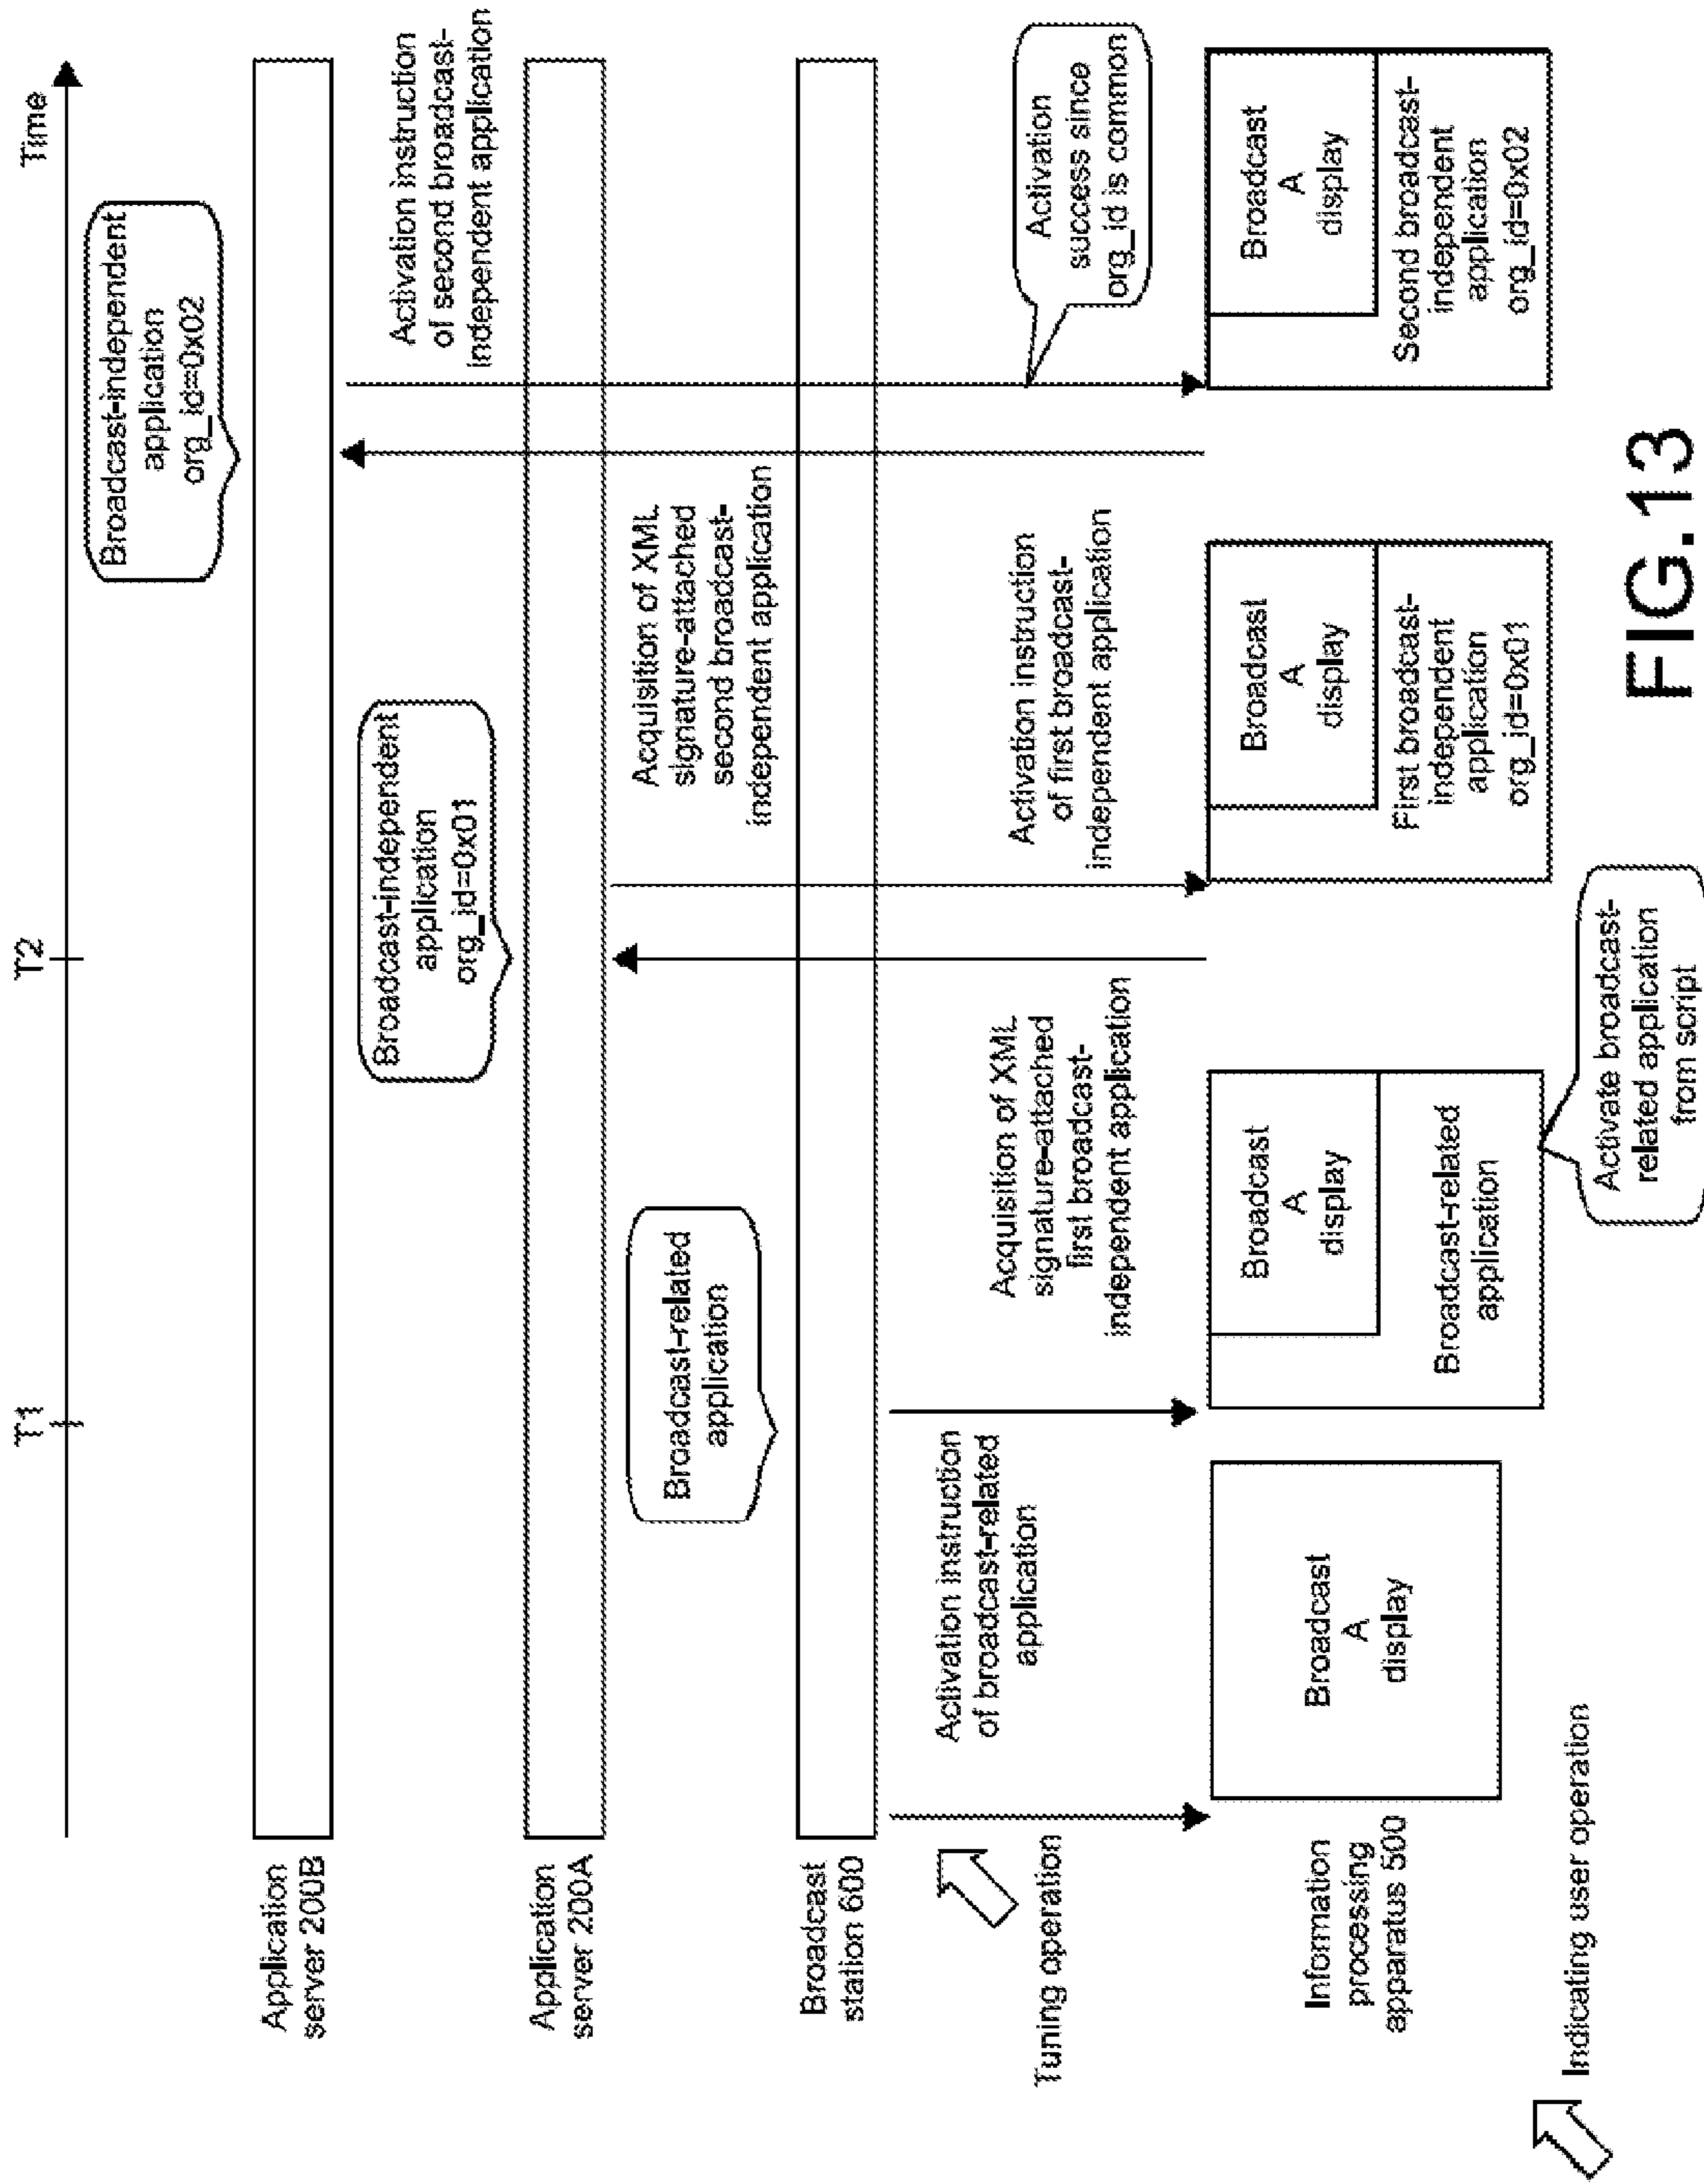 T1
T2
Time
Broadcast-independent
application
org_id=0x02
Application
server 200B
Activation instruction
of second broadcast-
independent application
Broadcast-independent
application
org_id=0x01
Application
server 200A
Acquisition of XML
signature-attached
second broadcast-
independent application
Broadcast-related
application
Broadcast
station 600
Tuning operation
Activation instruction
of broadcast-related
application
Acquisition of XML
signature-attached
first broadcast-
independent application
Activation instruction
of first broadcast-
independent application
Activation
success since
org_id is common
Information
processing
apparatus 500
Broadcast
A
display
Broadcast
A
display
Broadcast-related
application
Broadcast
A
display
First broadcast-
independent
application
org_id=0x01
Broadcast
A
display
Second broadcast-
independent
application
org_id=0x02
Indicating user operation
Activate broadcast-
related application
from script
FIG.13